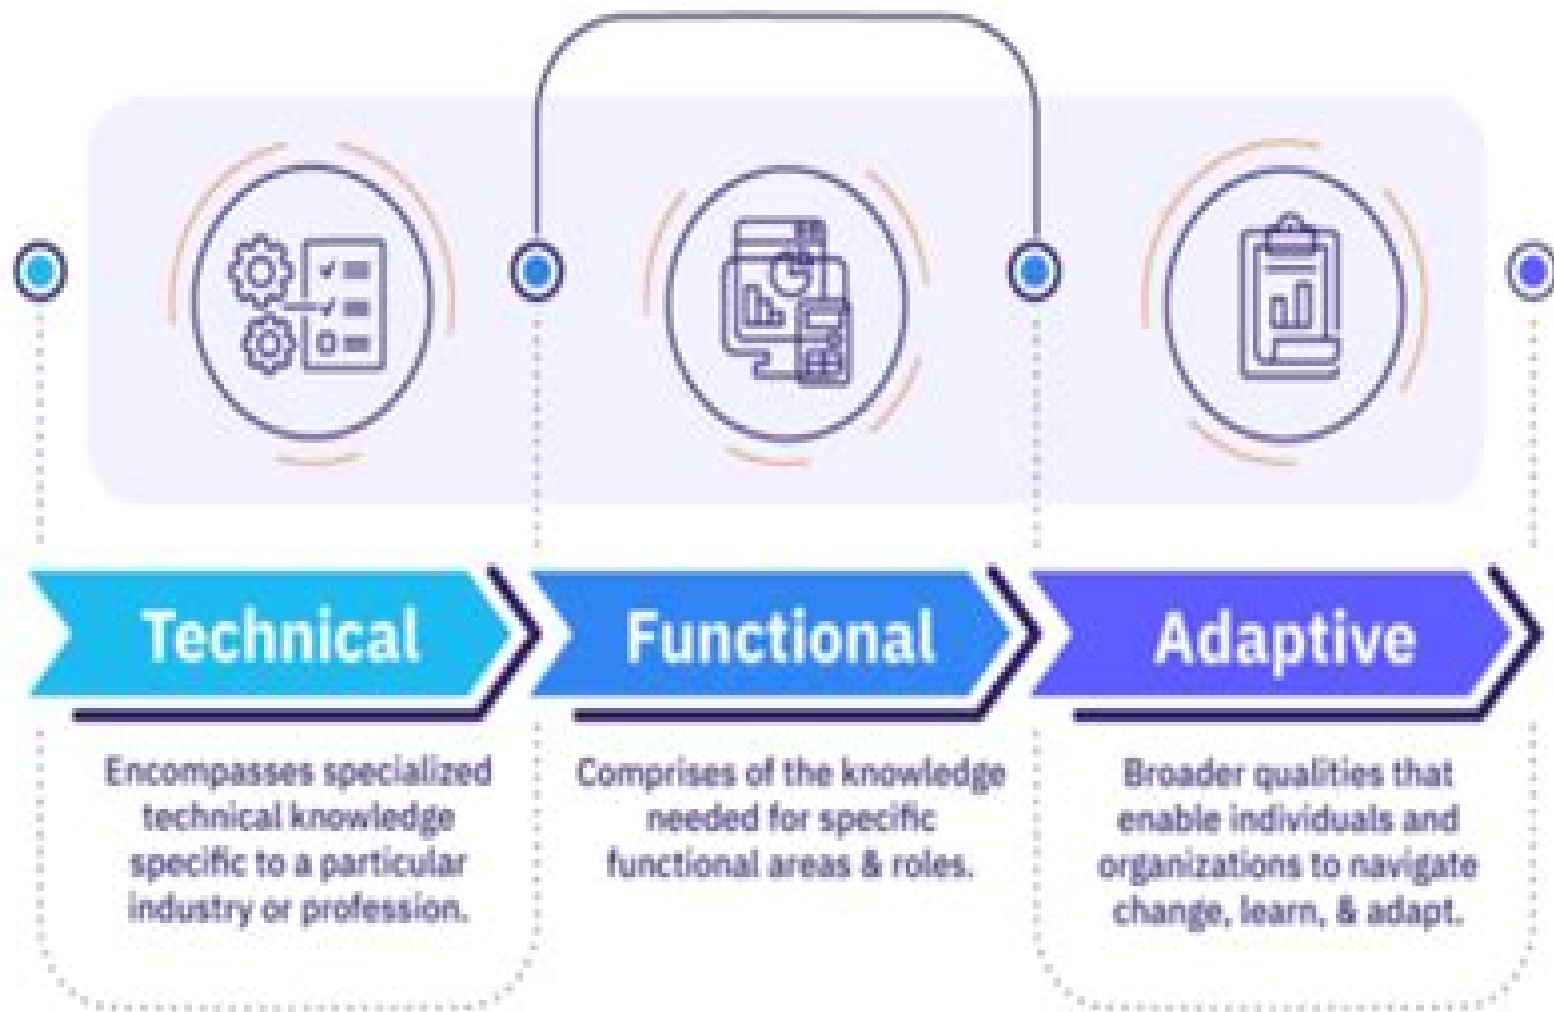 Technical
Encompasses specialized
technical knowledge
specific to a particular
industry or profession.
Functional
Comprises of the knowledge
needed for specific
functional areas & roles.
Adaptive
Broader qualities that
enable individuals and
organizations to navigate
change, learn, & adapt.